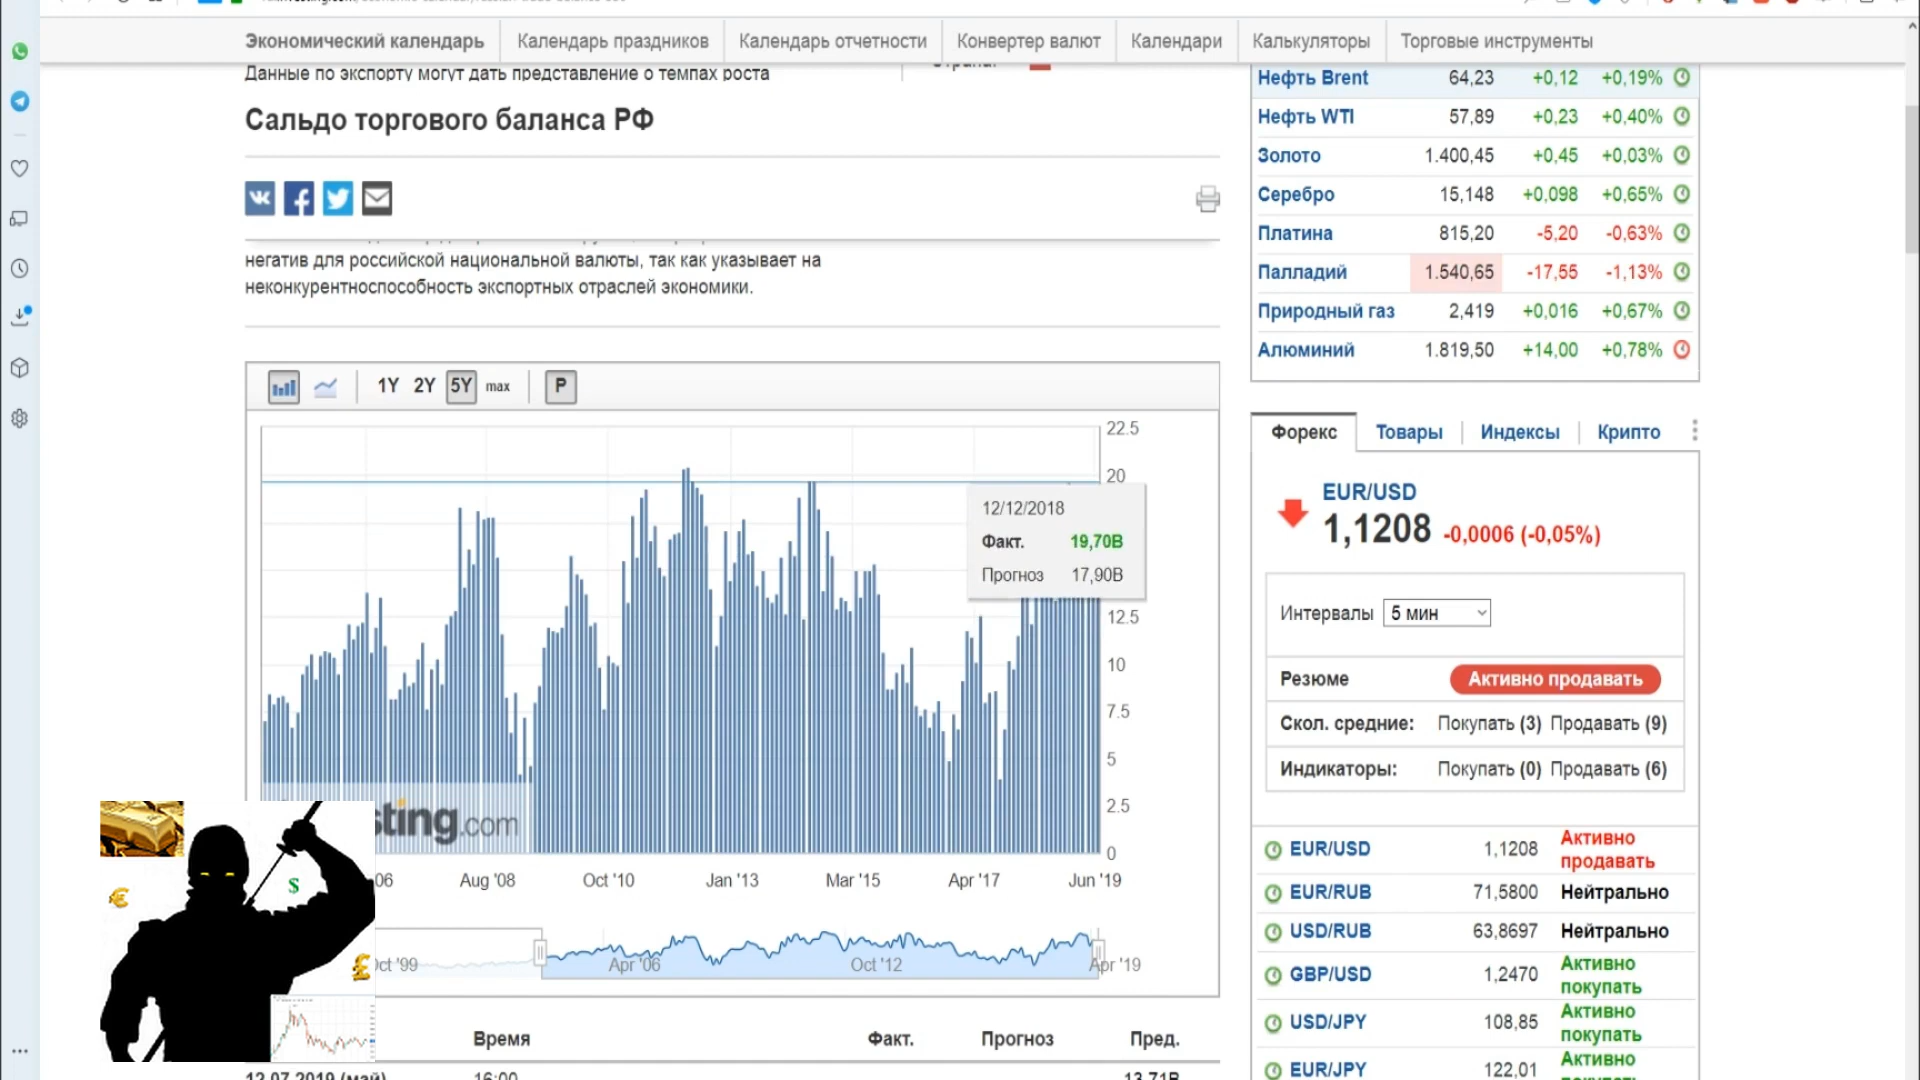 Экономический календарь
Календарь праздников
Календарь отчетности
Конвертер валют
Календари
Калькуляторы
Торговые инструменты
Данные по экспорту могут дать представление о темпах роста
Сальдо торгового баланса РФ
негатив для российской национальной валюты, так как указывает на
неконкурентноспособность экспортных отраслей экономики.
1Y 2Y 5Y max P
22.5
20
12/12/2018
Факт. 19,70B
Прогноз 17,90B
12.5
10
7.5
5
2.5
0
sting.com
06 Aug '08 Oct '10 Jan '13 Mar '15 Apr '17 Jun '19
Oct '99 Apr '06 Oct '12 Apr '19
€
$
£
Время Факт. Прогноз Пред.
12.07.2019 (май) 16:00 13,71B
Нефть Brent 64,23 +0,12 +0,19%
Нефть WTI 57,89 +0,23 +0,40%
Золото 1.400,45 +0,45 +0,03%
Серебро 15,148 +0,098 +0,65%
Платина 815,20 -5,20 -0,63%
Палладий 1.540,65 -17,55 -1,13%
Природный газ 2,419 +0,016 +0,67%
Алюминий 1.819,50 +14,00 +0,78%
Форекс Товары Индексы Крипто
EUR/USD
1,1208 -0,0006 (-0,05%)
Интервалы 5 мин
Резюме Активно продавать
Скол. средние: Покупать (3) Продавать (9)
Индикаторы: Покупать (0) Продавать (6)
EUR/USD 1,1208 Активно
продавать
EUR/RUB 71,5800 Нейтрально
USD/RUB 63,8697 Нейтрально
GBP/USD 1,2470 Активно
покупать
USD/JPY 108,85 Активно
покупать
EUR/JPY 122,01 Активно